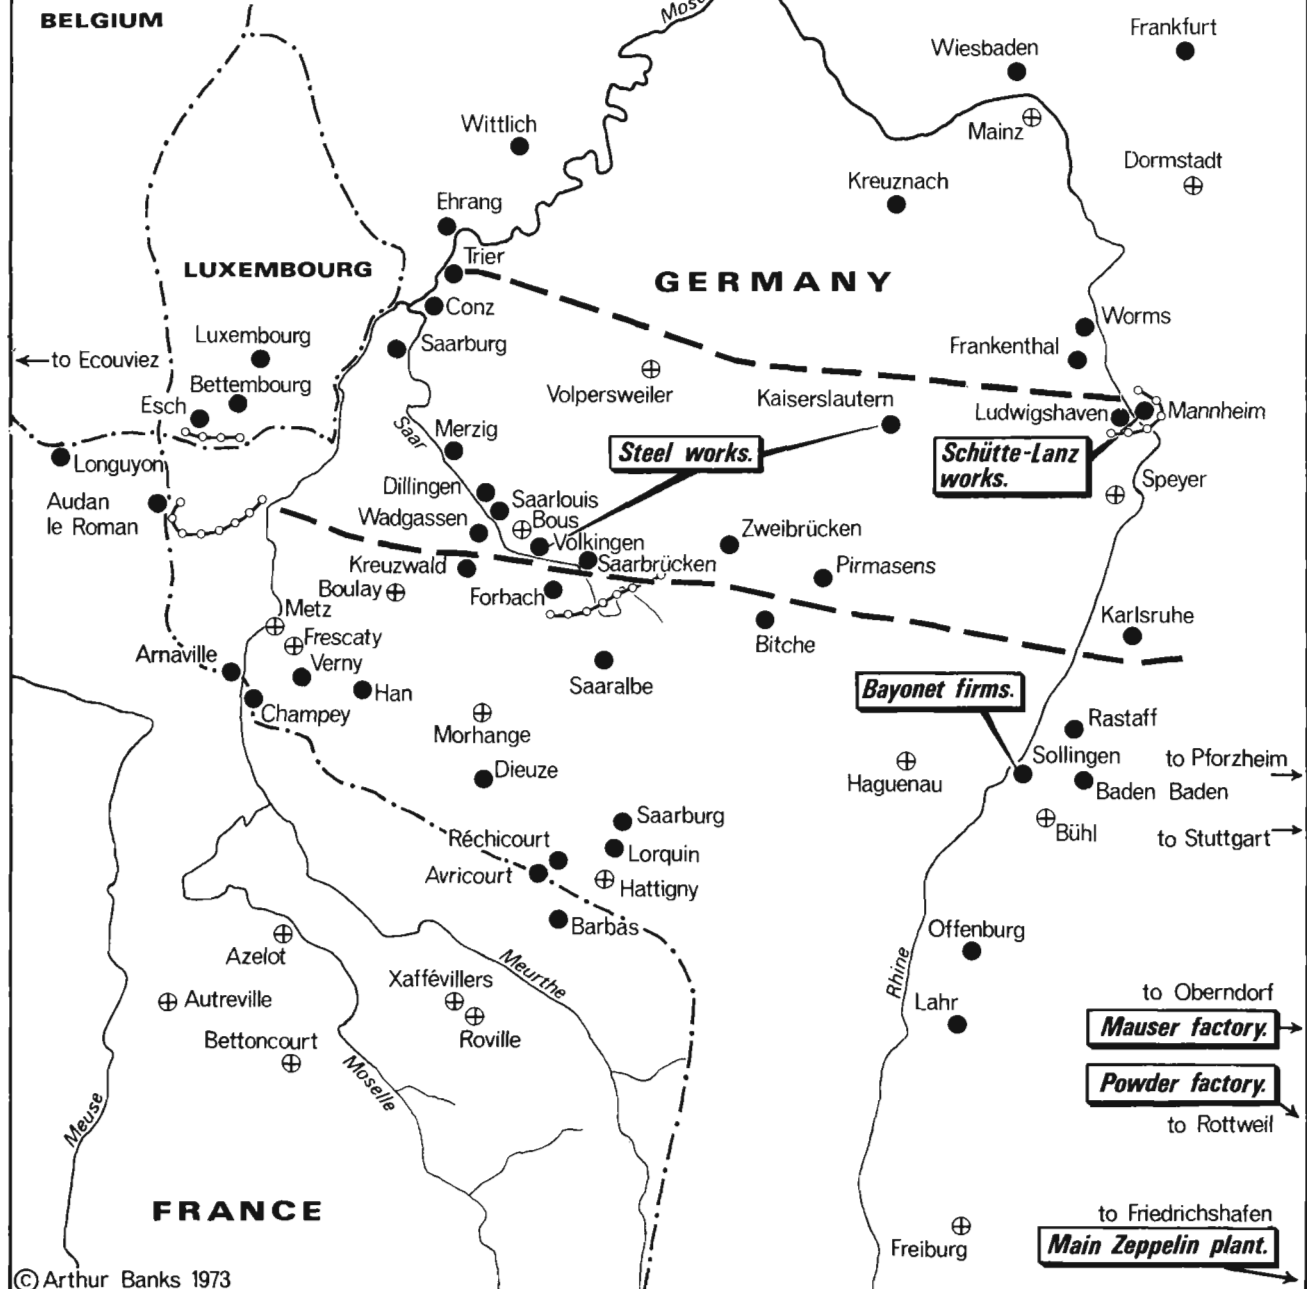 BELGIUM
Frankfurt
Wiesbaden
Wittlich
Mainz
Dormstadt
Kreuznach
Ehrang
Trier
LUXEMBOURG
GERMANY
Conz
Worms
Luxembourg
Saarburg
Frankenthal
to Ecouviez
Bettembourg
Volpersweiler
Kaiserslautern
Esch
Ludwigshaven
Mannheim
Saar
Merzig
Steel works.
Schütte-Lanz
works.
Longuyon
Speyer
Dillingen
Saarlouis
Audan
le Roman
Wadgassen
Bous
Zweibrücken
Volkingen
Kreuzwald
Saarbrücken
Pirmasens
Boulay
Forbach
Metz
Karlsruhe
Frescaty
Bitche
Arnaville
Verny
Saaralbe
Han
Bayonet firms.
Champey
Rastaff
Morhange
Sollingen
to Pforzheim
Dieuze
Haguenau
Baden Baden
Saarburg
Bühl
to Stuttgart
Réchicourt
Lorquin
Avricourt
Hattigny
Barbas
Offenburg
Azelot
Meurthe
Rhine
Xaffévillers
to Oberndorf
Autreville
Lahr
Mauser factory.
Bettoncourt
Roville
Moselle
Powder factory.
Meuse
to Rottweil
FRANCE
to Friedrichshafen
Freiburg
Main Zeppelin plant.
© Arthur Banks 1973